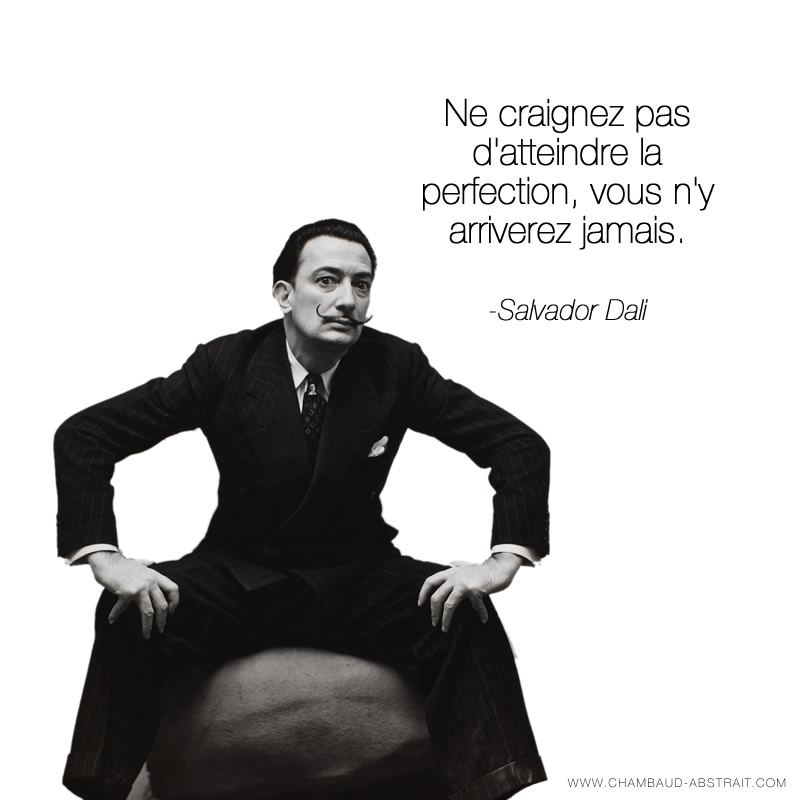 Ne craignez pas
d'atteindre la
perfection, vous n'y
arriverez jamais.
-Salvador Dali
WWW.CHAMBAUD-ABSTRAIT.COM